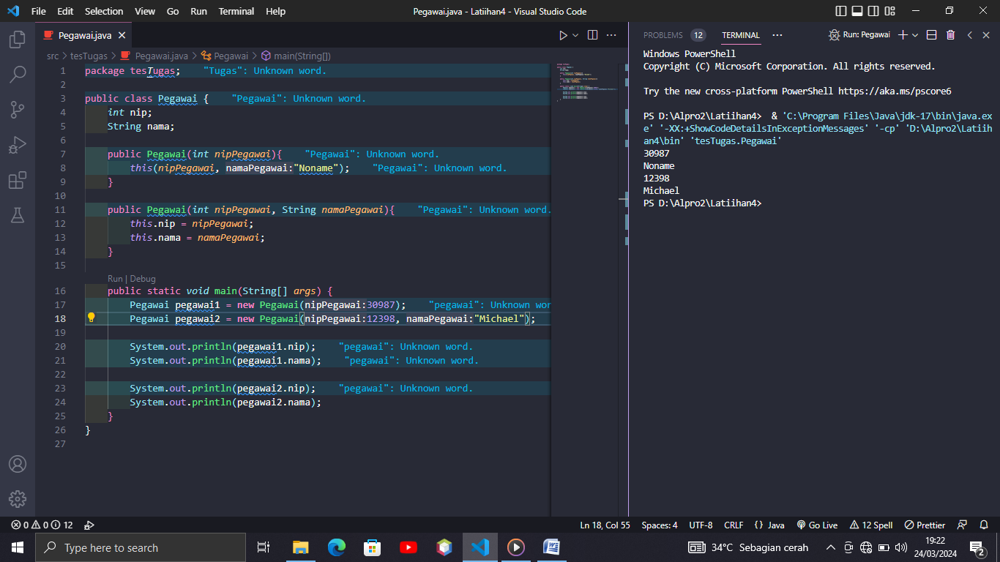 File Edit Selection View Go Run Terminal Help
Pegawai.java - Latiihan4 - Visual Studio Code
Pegawai.java
src > tesTugas > Pegawai.java > Pegawai > main(String[])
1 package tesTugas; "Tugas": Unknown word.
2
3 public class Pegawai { "Pegawai": Unknown word.
4 int nip;
5 String nama;
6
7 public Pegawai(int nipPegawai){ "Pegawai": Unknown word.
8 this(nipPegawai, namaPegawai:"Noname"); "Pegawai": Unknown word.
9 }
10
11 public Pegawai(int nipPegawai, String namaPegawai){ "Pegawai": Unknown word.
12 this.nip = nipPegawai;
13 this.nama = namaPegawai;
14 }
15
Run | Debug
16 public static void main(String[] args) {
17 Pegawai pegawai1 = new Pegawai(nipPegawai:30987); "pegawai": Unknown wor
18 Pegawai pegawai2 = new Pegawai(nipPegawai:12398, namaPegawai:"Michael");
19
20 System.out.println(pegawai1.nip); "pegawai": Unknown word.
21 System.out.println(pegawai1.nama); "pegawai": Unknown word.
22
23 System.out.println(pegawai2.nip); "pegawai": Unknown word.
24 System.out.println(pegawai2.nama);
25 }
26 }
27
PROBLEMS 12 TERMINAL ··· Run: Pegawai
Windows PowerShell
Copyright (C) Microsoft Corporation. All rights reserved.
Try the new cross-platform PowerShell https://aka.ms/pscore6
PS D:\Alpro2\Latiihan4> & 'C:\Program Files\Java\jdk-17\bin\java.ex
e' '-XX:+ShowCodeDetailsInExceptionMessages' '-cp' 'D:\Alpro2\Latiih
an4\bin' 'tesTugas.Pegawai'
30987
Noname
12398
Michael
PS D:\Alpro2\Latiihan4>
0 0 12
Ln 18, Col 55 Spaces: 4 UTF-8 CRLF {} Java Go Live 12 Spell Prettier
Type here to search
34°C Sebagian cerah
19:22
24/03/2024
2